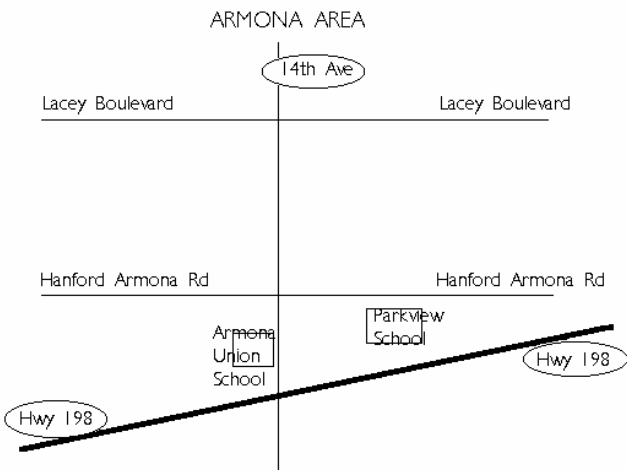 ARMONA AREA
14th Ave
Lacey Boulevard
Lacey Boulevard
Hanford Armona Rd
Hanford Armona Rd
Armona
Union
School
Parkview
School
Hwy 198
Hwy 198